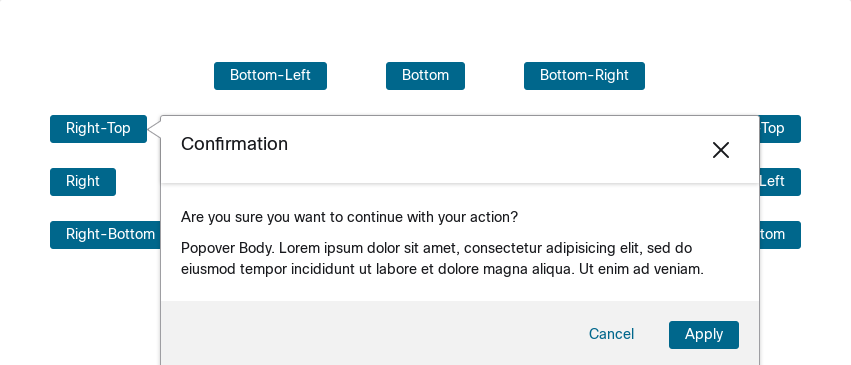 Bottom-Left Bottom Bottom-Right
Right-Top
Confirmation
Top
Right
Left
Are you sure you want to continue with your action?
Right-Bottom
Popover Body. Lorem ipsum dolor sit amet, consectetur adipisicing elit, sed do
eiusmod tempor incididunt ut labore et dolore magna aliqua. Ut enim ad veniam.
Cancel Apply